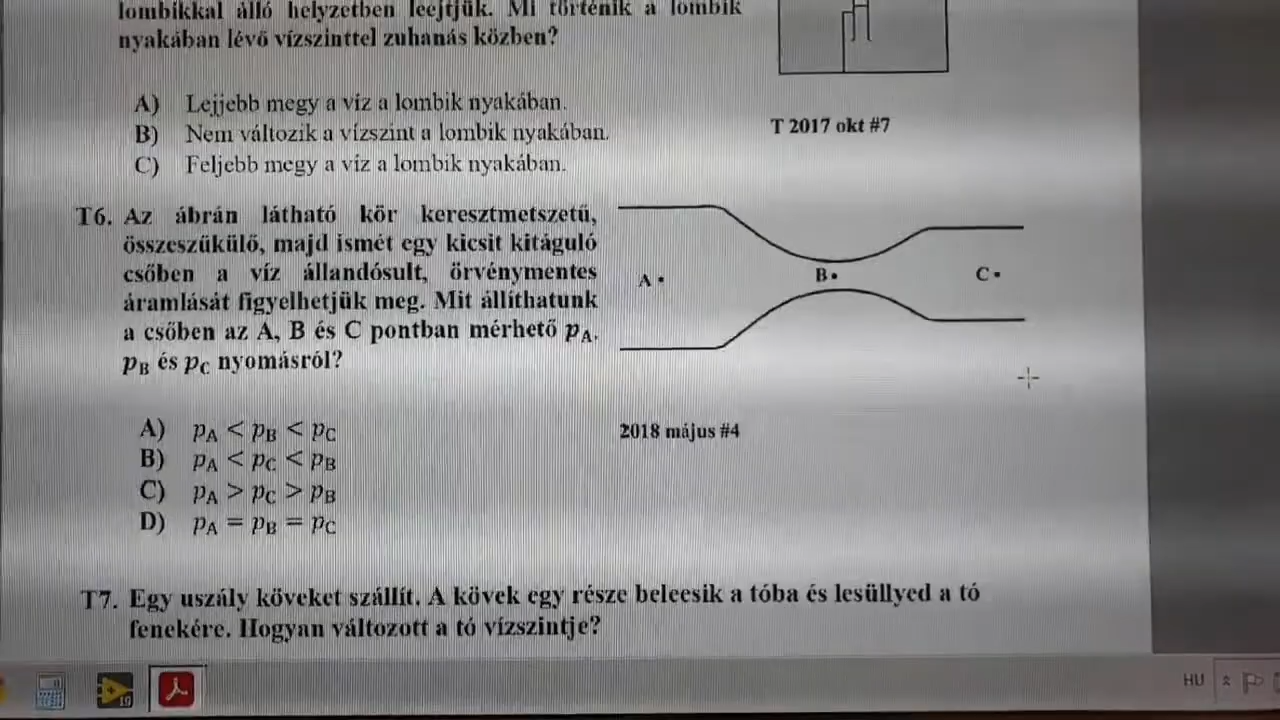 lombikkal álló helyzetben leejtjük. Mi történik a lombik
nyakában lévő vízszinttel zuhanás közben?
A) Lejjebb megy a víz a lombik nyakában.
B) Nem változik a vízszint a lombik nyakában.
C) Feljebb megy a víz a lombik nyakában.
T 2017 okt #7
T6. Az ábrán látható kör keresztmetszetű,
összeszűkülő, majd ismét egy kicsit kitáguló
csőben a víz állandósult, örvénymentes
áramlását figyelhetjük meg. Mit állíthatunk
a csőben az A, B és C pontban mérhető pA,
pB és pC nyomásról?
A •
B •
C •
A) pA < pB < pC
B) pA < pC < pB
C) pA > pC > pB
D) pA = pB = pC
2018 május #4
T7. Egy uszály köveket szállít. A kövek egy része beleesik a tóba és lesüllyed a tó
fenekére. Hogyan változott a tó vízszintje?
19
HU